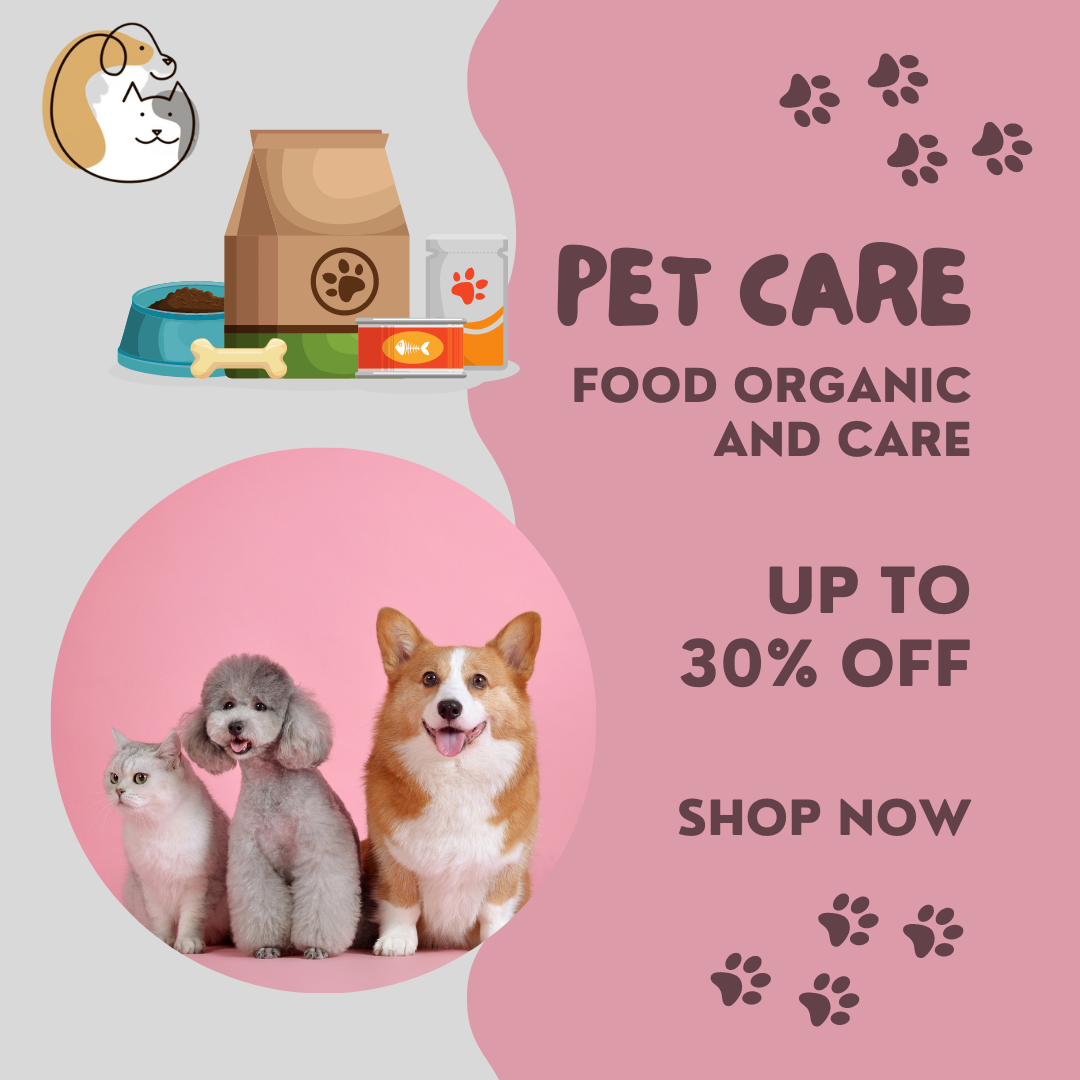 PET CARE
FOOD ORGANIC
AND CARE
UP TO
30% OFF
SHOP NOW